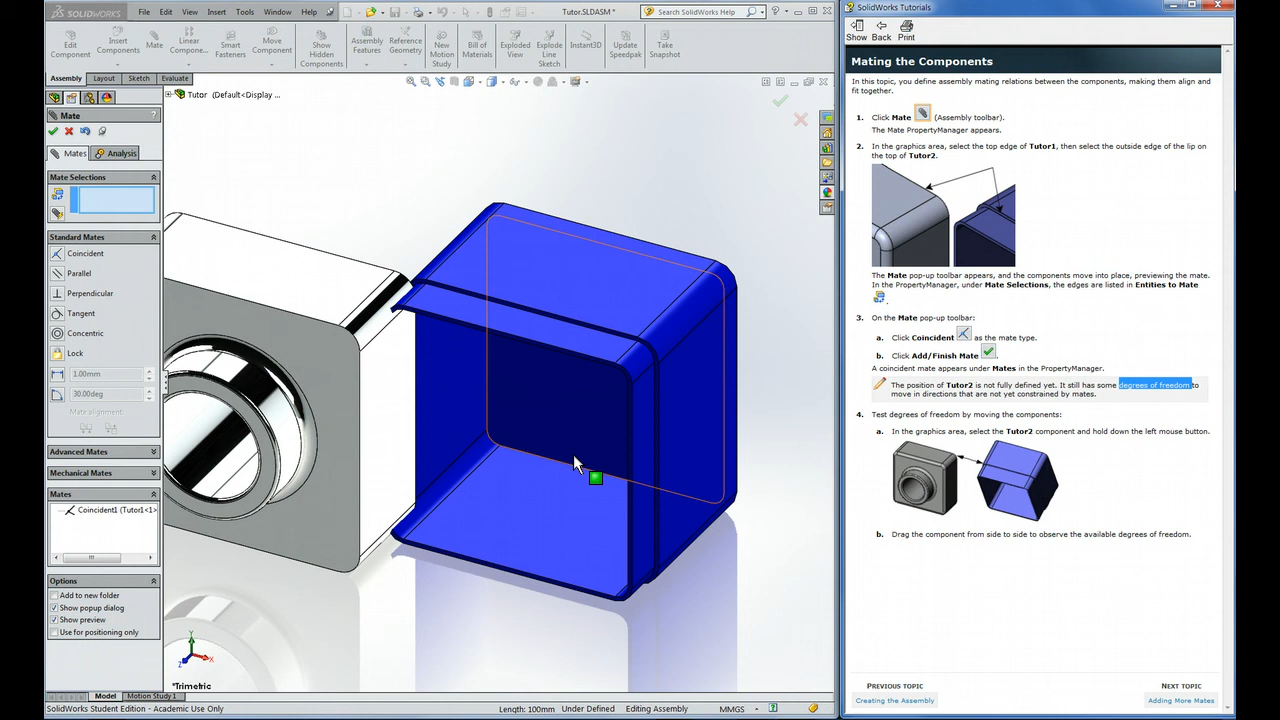 SOLIDWORKS
File Edit View Insert Tools Window Help
Tutor.SLDASM *
Search SolidWorks Help
Edit Component
Insert Components
Mate
Linear Compone...
Smart Fasteners
Move Component
Show Hidden Components
Assembly Features
Reference Geometry
New Motion Study
Bill of Materials
Exploded View
Explode Line Sketch
Instant3D
Update Speedpak
Take Snapshot
Assembly Layout Sketch Evaluate
Tutor (Default<Display ...
Mate ?
Mates Analysis
Mate Selections
Standard Mates
Coincident
Parallel
Perpendicular
Tangent
Concentric
Lock
1.00mm
30.00deg
Mate alignment:
Advanced Mates
Mechanical Mates
Mates
Coincident1 (Tutor1<1>
Options
Add to new folder
Show popup dialog
Show preview
Use for positioning only
Y
Z
X
*Trimetric
Model Motion Study 1
SolidWorks Student Edition - Academic Use Only
Length: 100mm Under Defined Editing Assembly MMGS
SolidWorks Tutorials
Show Back Print
Mating the Components
In this topic, you define assembly mating relations between the components, making them align and
fit together.
1. Click Mate (Assembly toolbar).
The Mate PropertyManager appears.
2. In the graphics area, select the top edge of Tutor1, then select the outside edge of the lip on
the top of Tutor2.
The Mate pop-up toolbar appears, and the components move into place, previewing the mate.
In the PropertyManager, under Mate Selections, the edges are listed in Entities to Mate
.
3. On the Mate pop-up toolbar:
a. Click Coincident as the mate type.
b. Click Add/Finish Mate .
A coincident mate appears under Mates in the PropertyManager.
The position of Tutor2 is not fully defined yet. It still has some degrees of freedom to
move in directions that are not yet constrained by mates.
4. Test degrees of freedom by moving the components:
a. In the graphics area, select the Tutor2 component and hold down the left mouse button.
b. Drag the component from side to side to observe the available degrees of freedom.
PREVIOUS TOPIC
Creating the Assembly
NEXT TOPIC
Adding More Mates